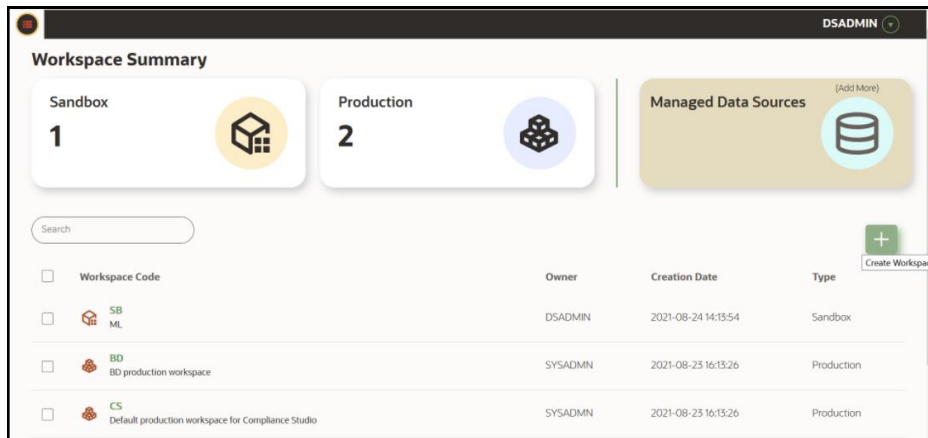 DSADMIN
Workspace Summary
Sandbox
1
Production
2
Managed Data Sources
(Add More)
Search
Create Workspa
Workspace Code Owner Creation Date Type
SB
ML
DSADMIN 2021-08-24 14:13:54 Sandbox
BD
BD production workspace
SYSADMN 2021-08-23 16:13:26 Production
CS
Default production workspace for Compliance Studio
SYSADMN 2021-08-23 16:13:26 Production